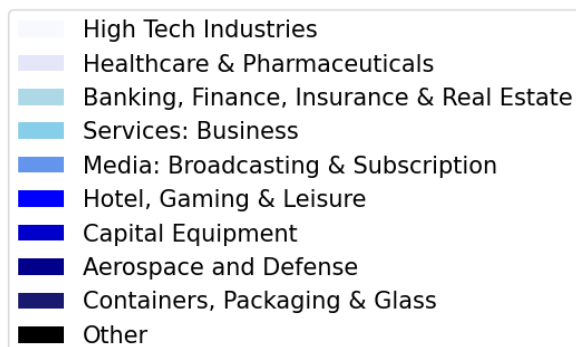 High Tech Industries
Healthcare & Pharmaceuticals
Banking, Finance, Insurance & Real Estate
Services: Business
Media: Broadcasting & Subscription
Hotel, Gaming & Leisure
Capital Equipment
Aerospace and Defense
Containers, Packaging & Glass
Other